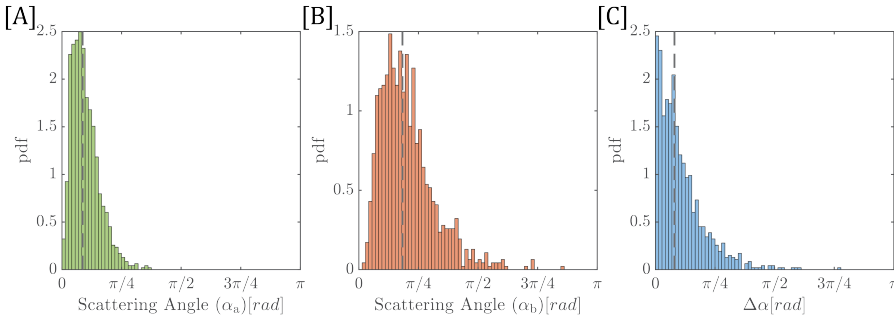 [A]
2.5
2
1.5
1
0.5
0
pdf
0
π/4
π/2
3π/4
π
Scattering Angle (αa)[rad]
[B]
1.5
1
0.5
0
pdf
0
π/4
π/2
3π/4
π
Scattering Angle (αb)[rad]
[C]
2.5
2
1.5
1
0.5
0
pdf
0
π/4
π/2
3π/4
π
Δα[rad]